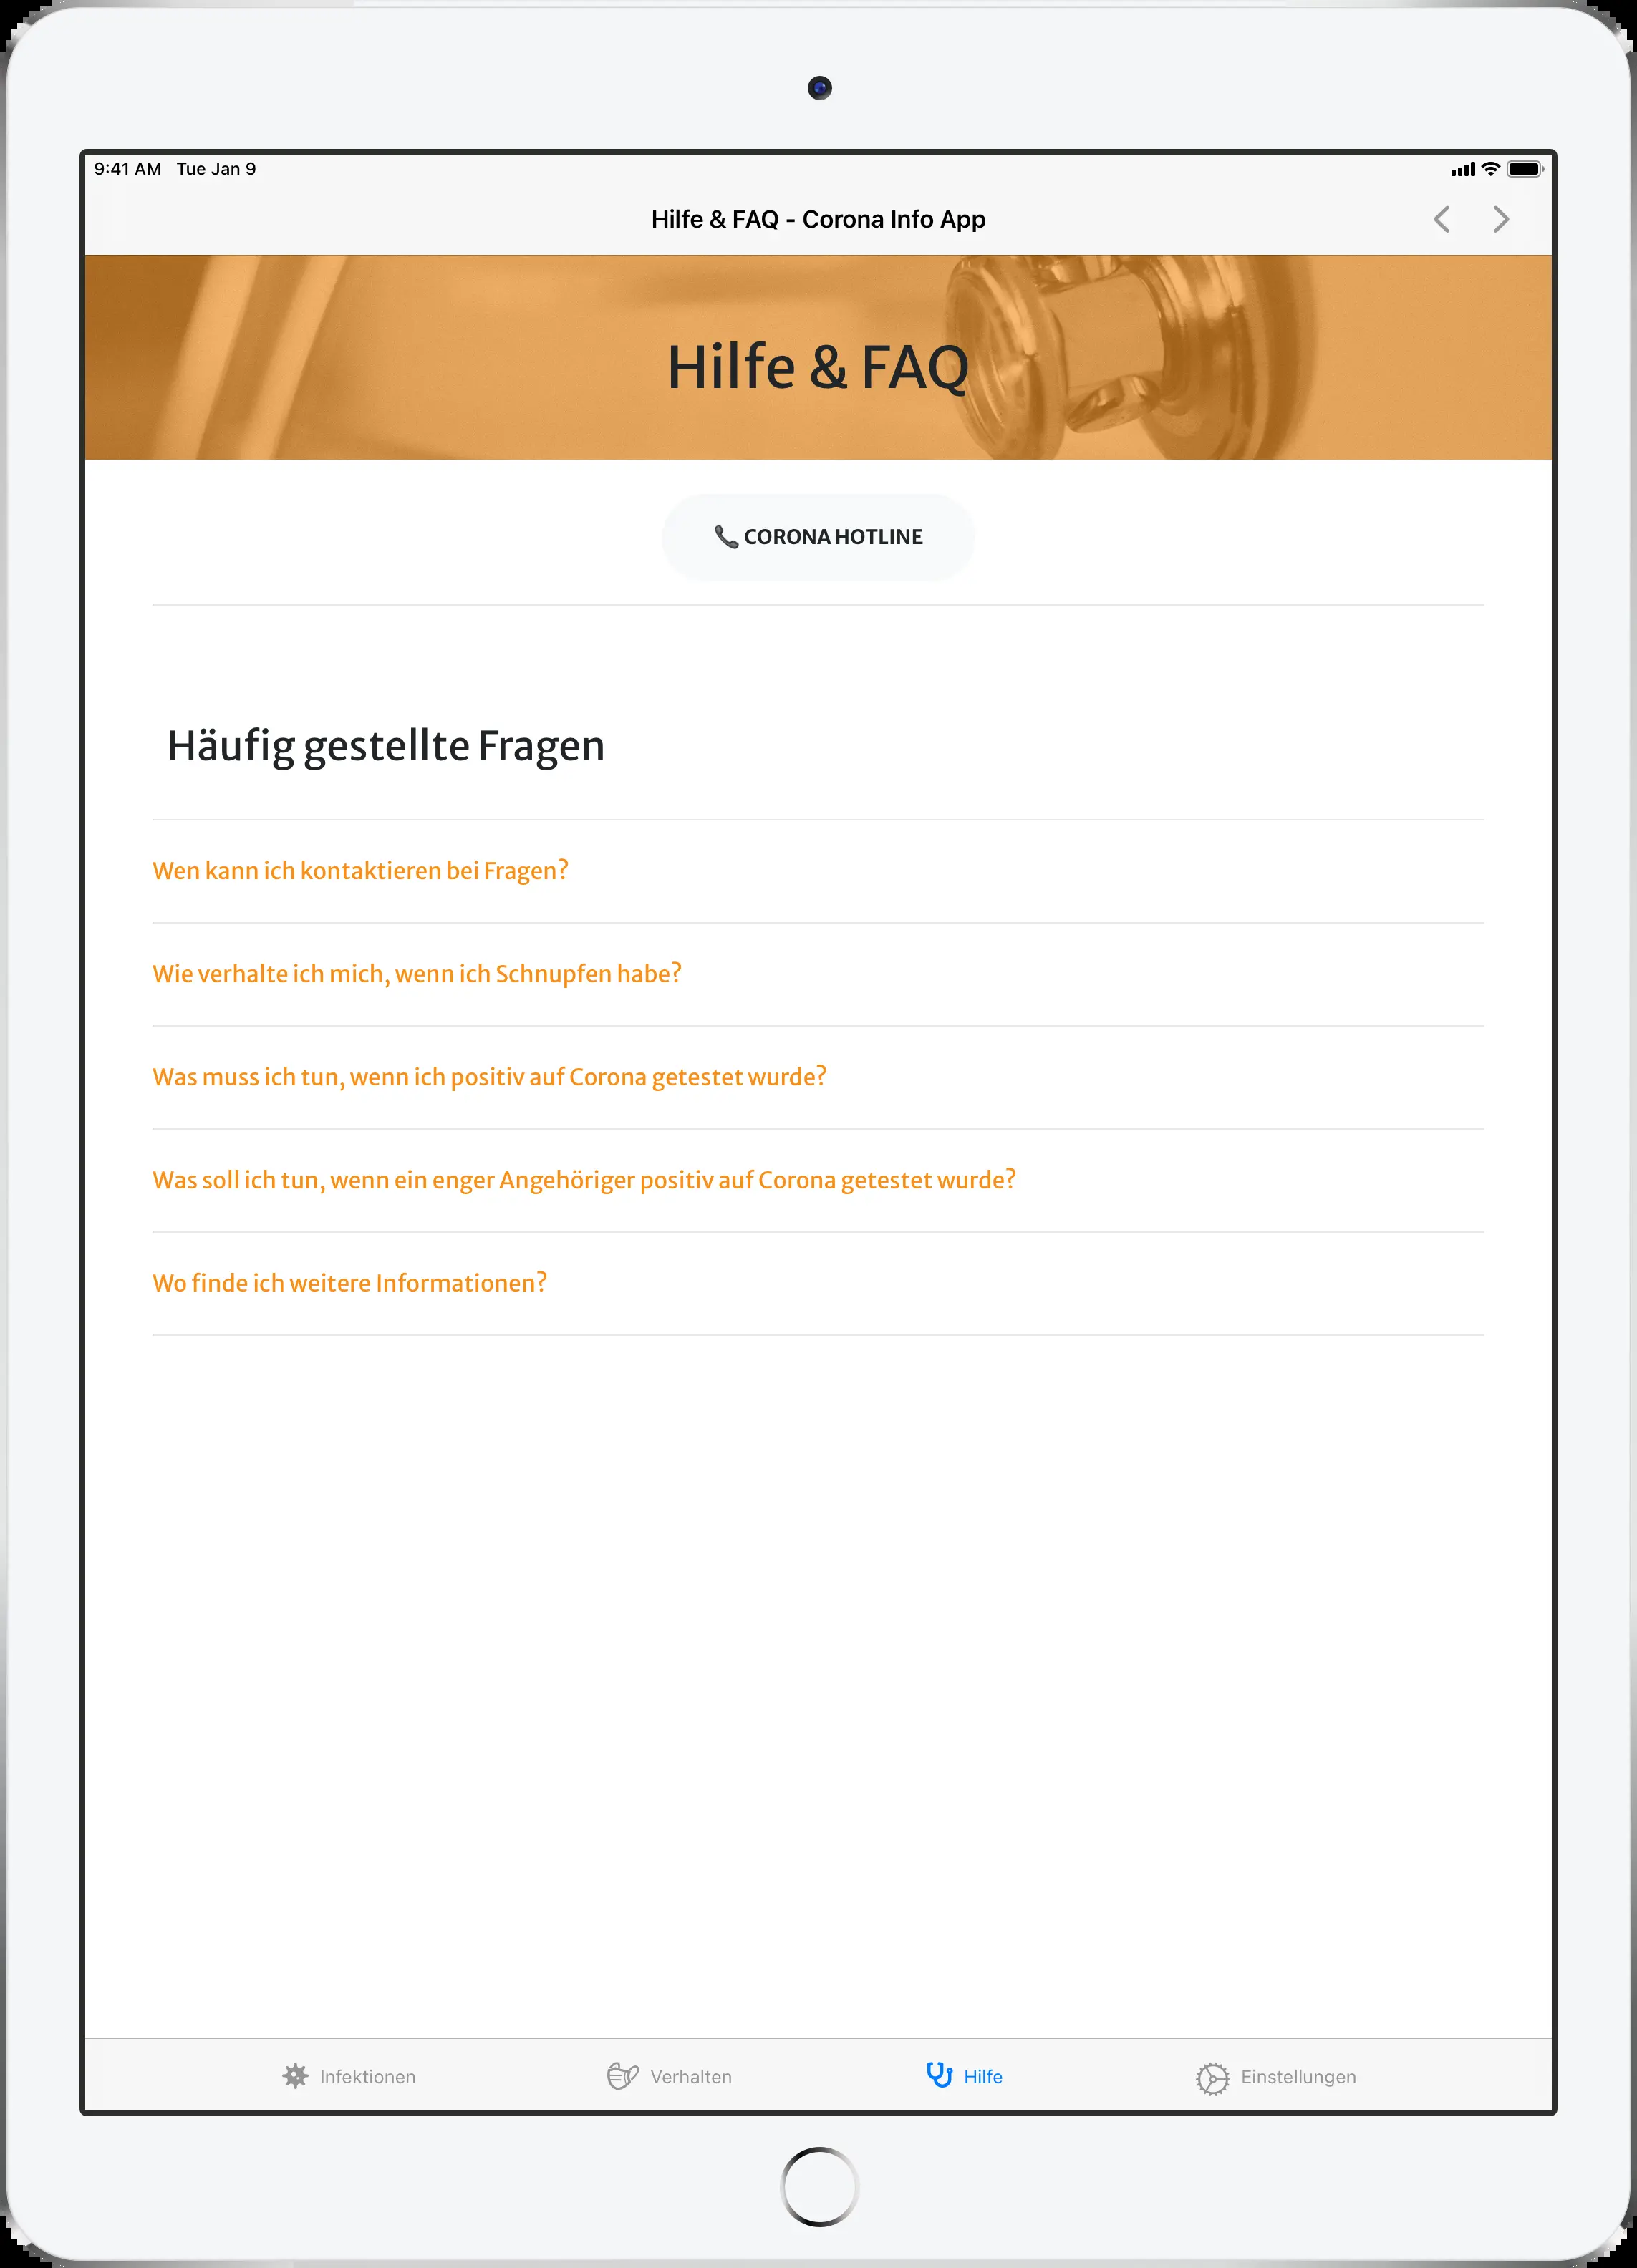 9:41 AM Tue Jan 9
Hilfe & FAQ - Corona Info App
Hilfe & FAQ
CORONA HOTLINE
Häufig gestellte Fragen
Wen kann ich kontaktieren bei Fragen?
Wie verhalte ich mich, wenn ich Schnupfen habe?
Was muss ich tun, wenn ich positiv auf Corona getestet wurde?
Was soll ich tun, wenn ein enger Angehöriger positiv auf Corona getestet wurde?
Wo finde ich weitere Informationen?
Infektionen Verhalten Hilfe Einstellungen